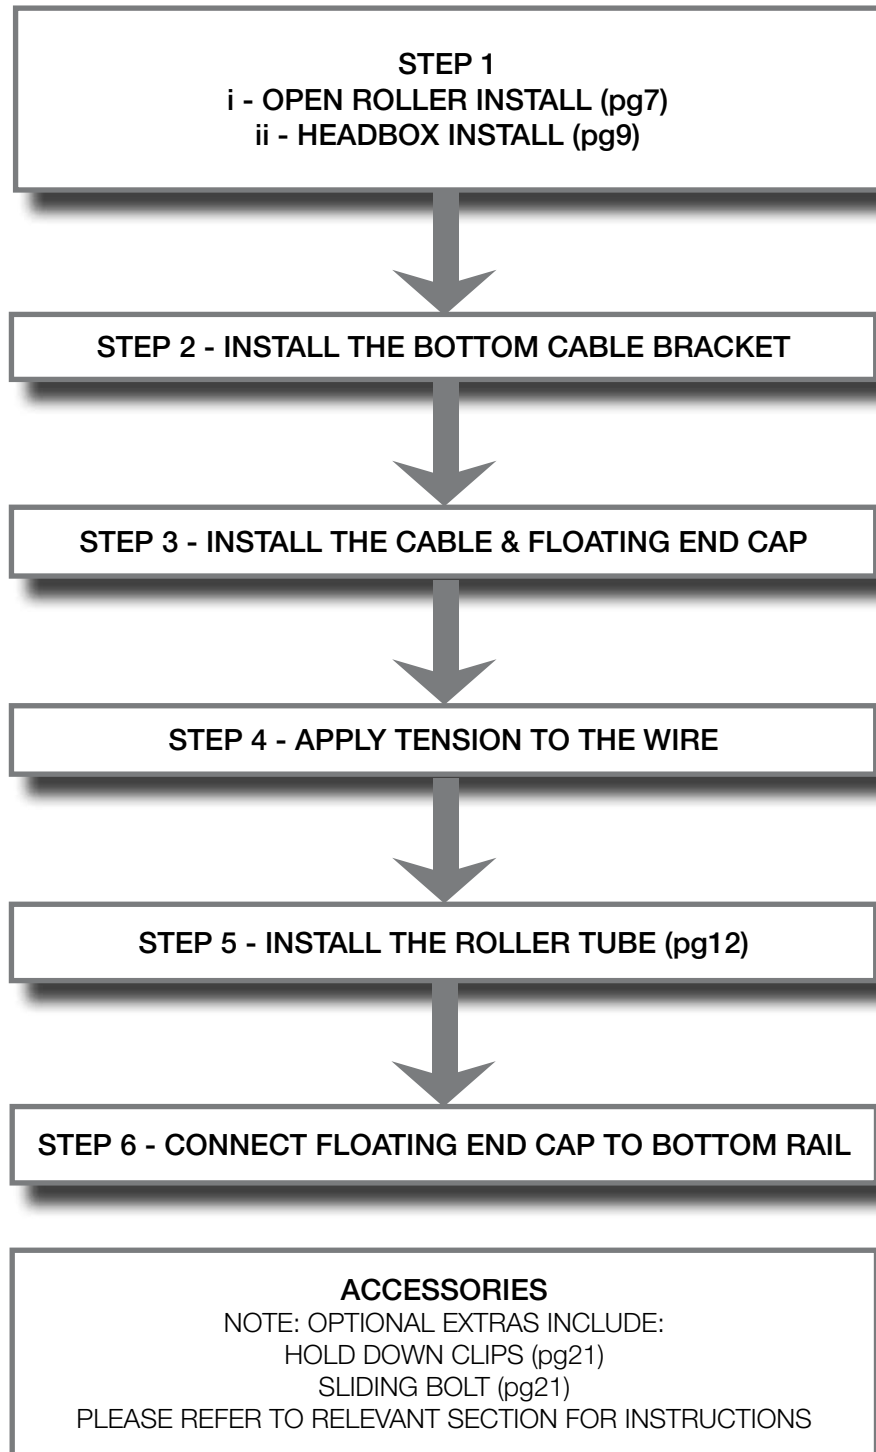 STEP 1
i - OPEN ROLLER INSTALL (pg7)
ii - HEADBOX INSTALL (pg9)
STEP 2 - INSTALL THE BOTTOM CABLE BRACKET
STEP 3 - INSTALL THE CABLE & FLOATING END CAP
STEP 4 - APPLY TENSION TO THE WIRE
STEP 5 - INSTALL THE ROLLER TUBE (pg12)
STEP 6 - CONNECT FLOATING END CAP TO BOTTOM RAIL
ACCESSORIES
NOTE: OPTIONAL EXTRAS INCLUDE:
HOLD DOWN CLIPS (pg21)
SLIDING BOLT (pg21)
PLEASE REFER TO RELEVANT SECTION FOR INSTRUCTIONS